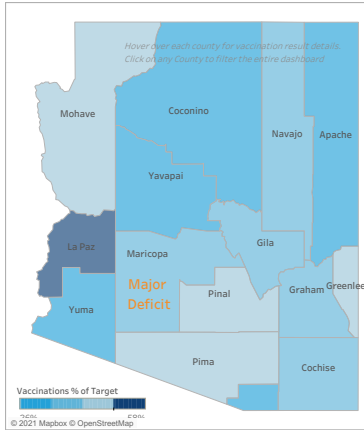 Hover over each county for vaccination result details.
Click on any County to filter the entire dashboard
Mohave
Coconino
Navajo
Apache
Yavapai
La Paz
Gila
Maricopa
Major
Deficit
Pinal
Graham
Greenlee
Yuma
Pima
Cochise
Vaccinations % of Target
26%
58%
© 2021 Mapbox © OpenStreetMap